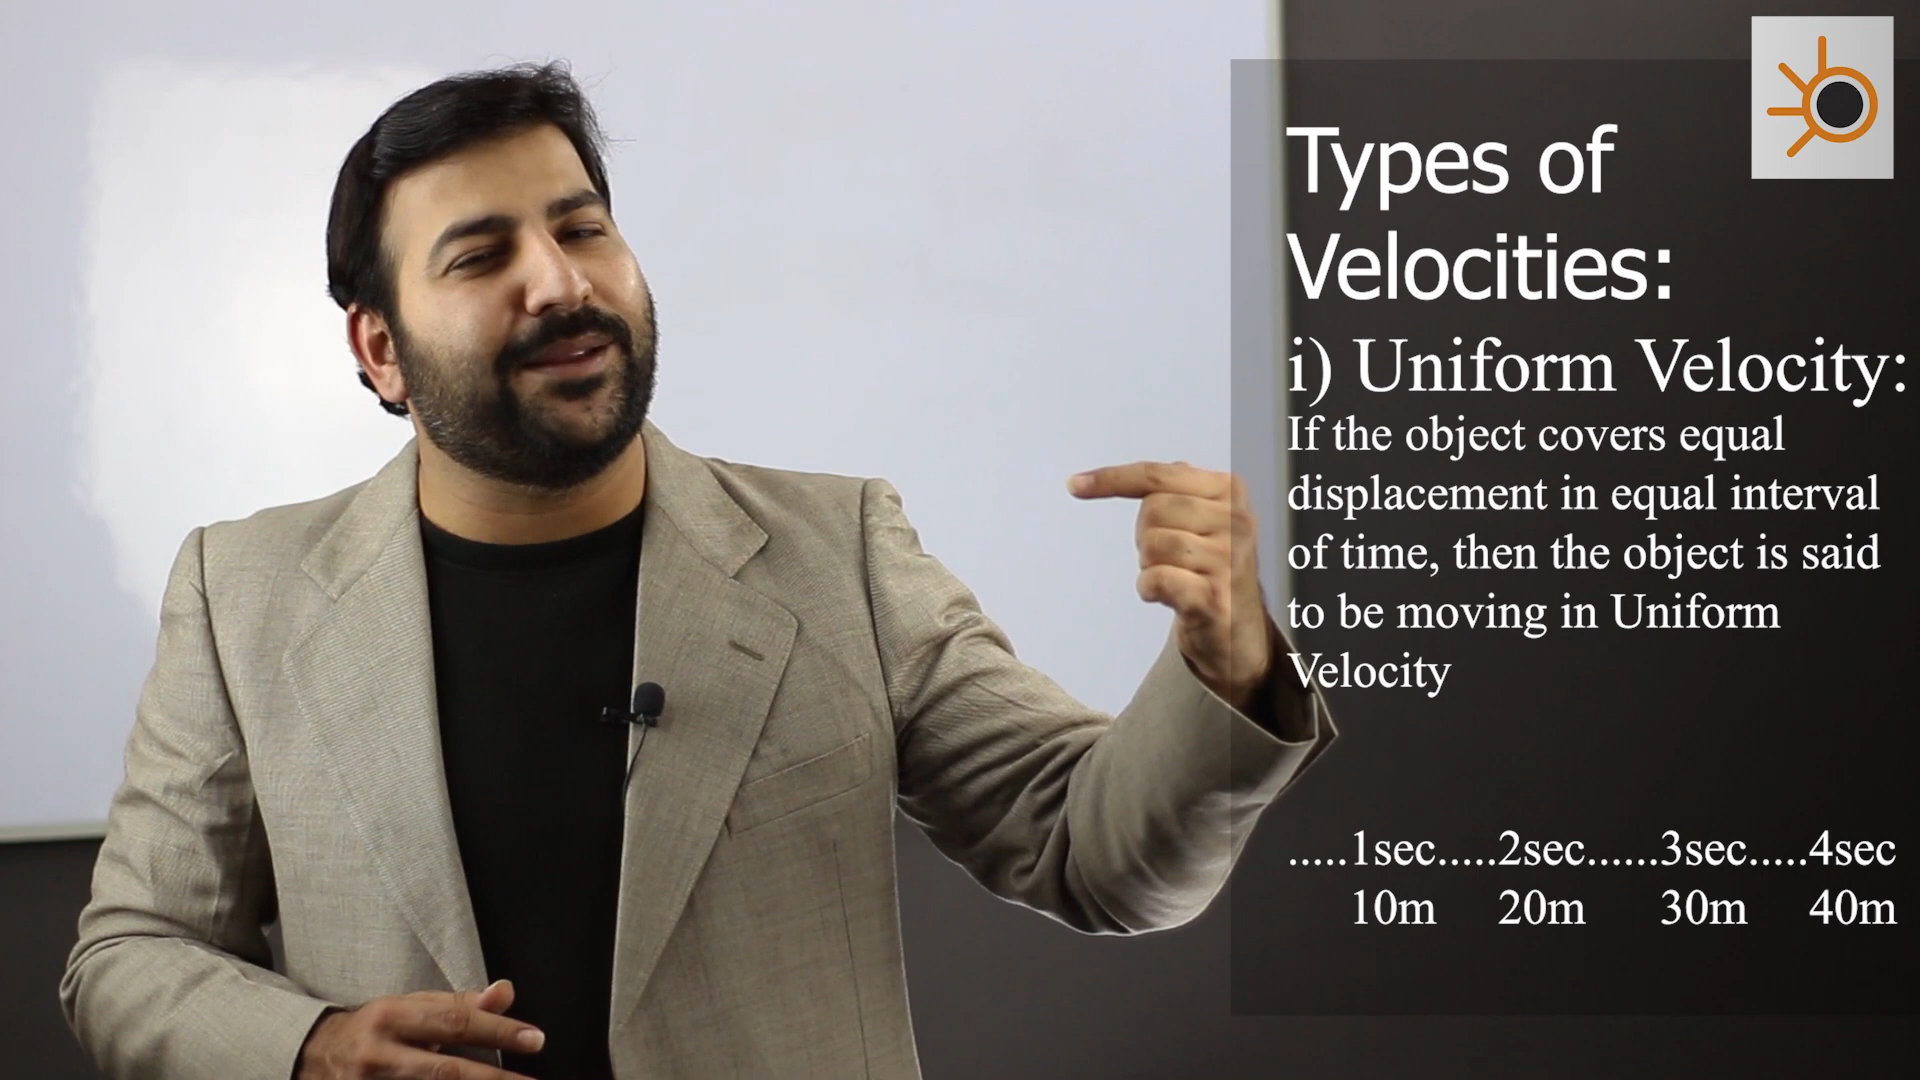 Types of
Velocities:
i) Uniform Velocity:
If the object covers equal
displacement in equal interval
of time, then the object is said
to be moving in Uniform
Velocity
.....1sec.....2sec......3sec.....4sec
10m 20m 30m 40m